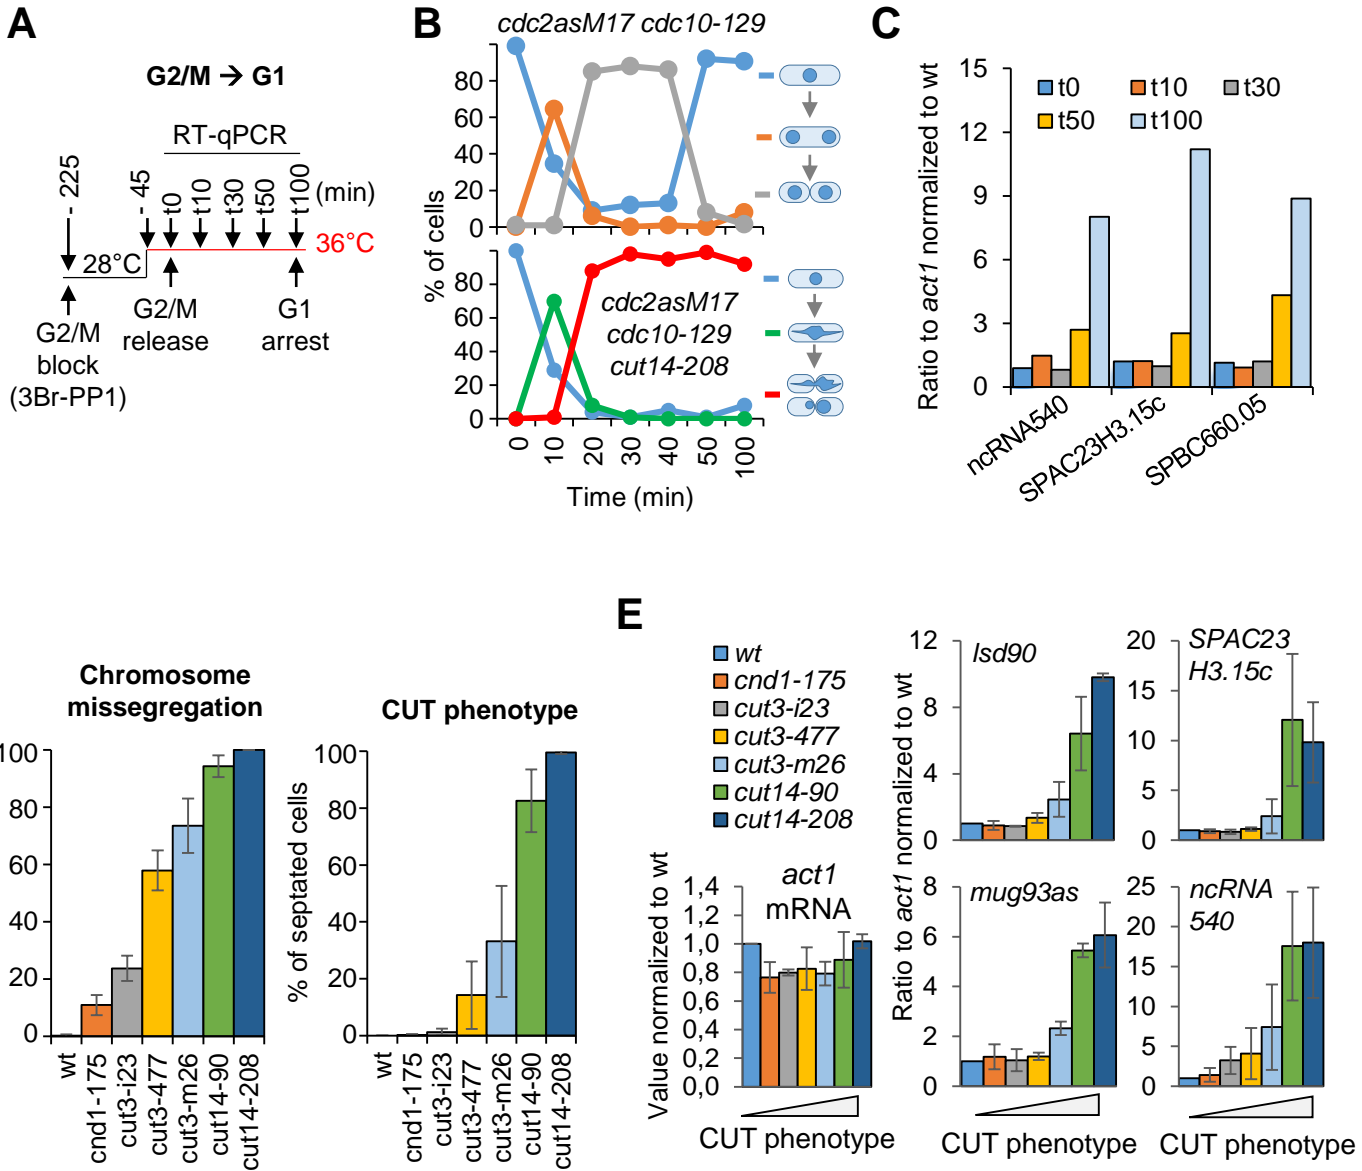 A
G2/M → G1
RT-qPCR
- 225
- 45
t0
t10
t30
t50
t100
(min)
28°C
36°C
G2/M
block
(3Br-PP1)
G2/M
release
G1
arrest
B
cdc2asM17 cdc10-129
% of cells
80
60
40
20
0
80
60
40
20
0
cdc2asM17
cdc10-129
cut14-208
0
10
20
30
40
50
100
Time (min)
C
Ratio to act1 normalized to wt
15
12
9
6
3
0
t0
t10
t30
t50
t100
ncRNA540
SPAC23H3.15c
SPBC660.05
Chromosome
missegregation
100
80
60
40
20
0
wt
cnd1-175
cut3-i23
cut3-477
cut3-m26
cut14-90
cut14-208
CUT phenotype
% of septated cells
100
80
60
40
20
0
wt
cnd1-175
cut3-i23
cut3-477
cut3-m26
cut14-90
cut14-208
E
wt
cnd1-175
cut3-i23
cut3-477
cut3-m26
cut14-90
cut14-208
act1
mRNA
Value normalized to wt
1,4
1,2
1,0
0,8
0,6
0,4
0,2
0,0
CUT phenotype
Ratio to act1 normalized to wt
lsd90
12
8
4
0
SPAC23
H3.15c
20
15
10
5
0
mug93as
8
6
4
2
0
ncRNA
540
25
20
15
10
5
0
CUT phenotype
CUT phenotype